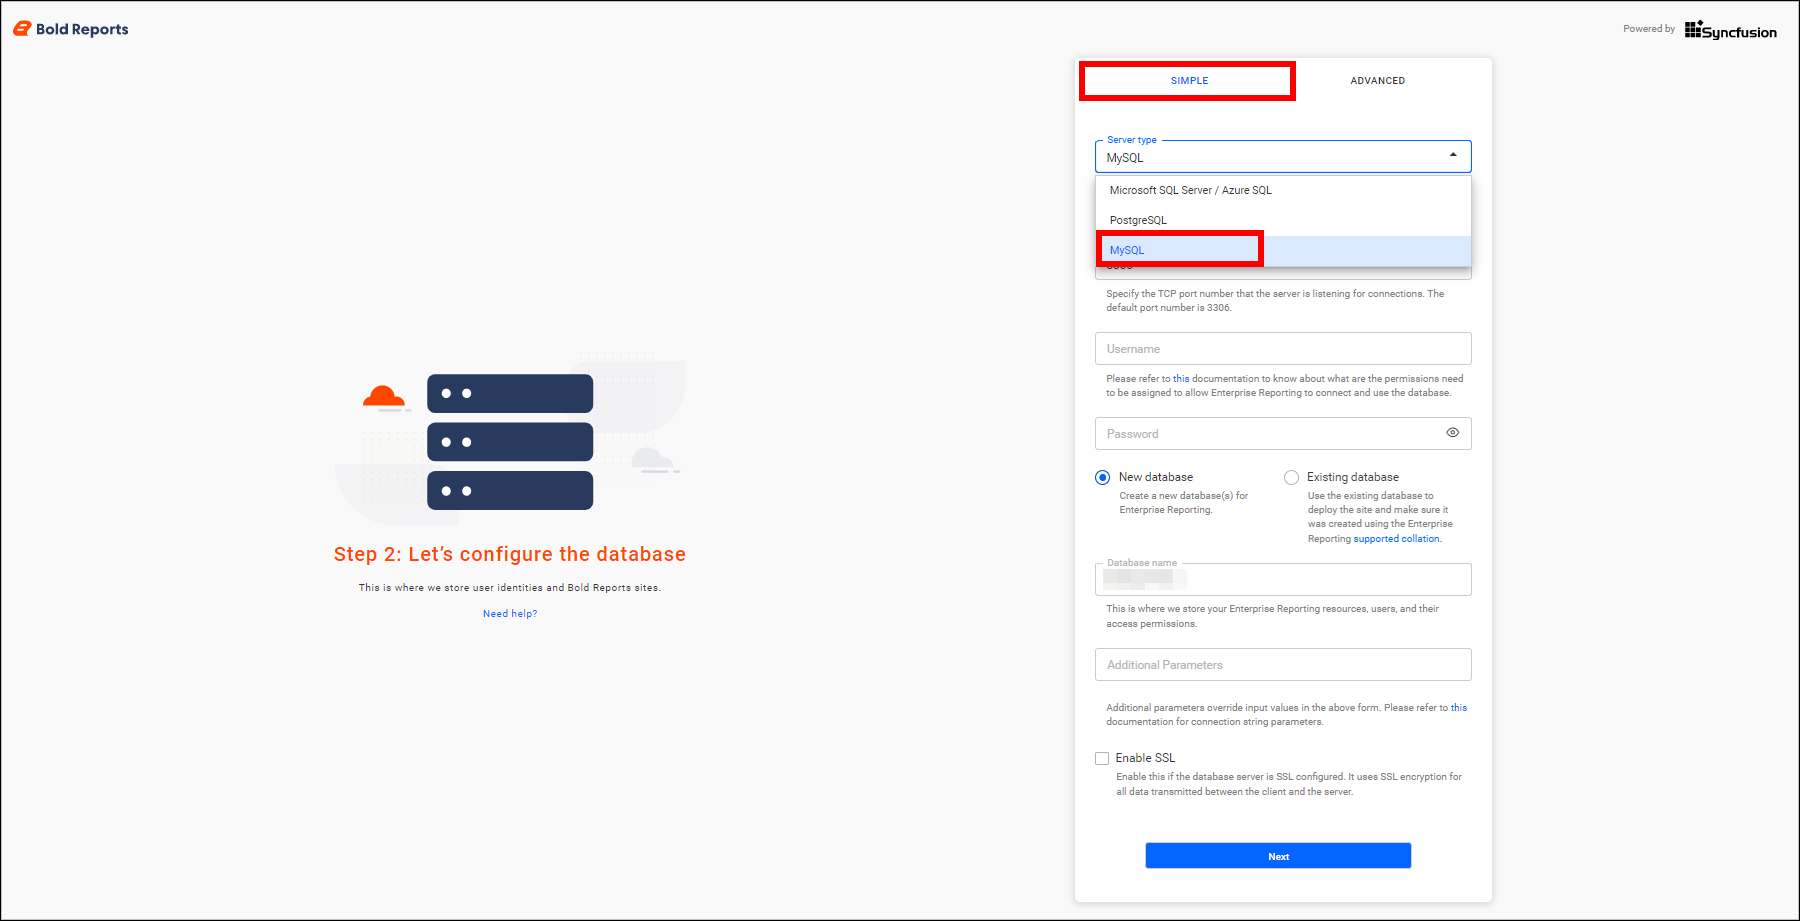 Bold Reports
Powered by Syncfusion
SIMPLE
ADVANCED
Server type
MySQL
Microsoft SQL Server / Azure SQL
PostgreSQL
MySQL
Specify the TCP port number that the server is listening for connections. The
default port number is 3306.
Username
Please refer to this documentation to know about what are the permissions need
to be assigned to allow Enterprise Reporting to connect and use the database.
Password
New database
Create a new database(s) for
Enterprise Reporting.
Existing database
Use the existing database to
deploy the site and make sure it
was created using the Enterprise
Reporting supported collation.
Database name
This is where we store your Enterprise Reporting resources, users, and their
access permissions.
Additional Parameters
Additional parameters override input values in the above form. Please refer to this
documentation for connection string parameters.
Enable SSL
Enable this if the database server is SSL configured. It uses SSL encryption for
all data transmitted between the client and the server.
Next
Step 2: Let’s configure the database
This is where we store user identities and Bold Reports sites.
Need help?